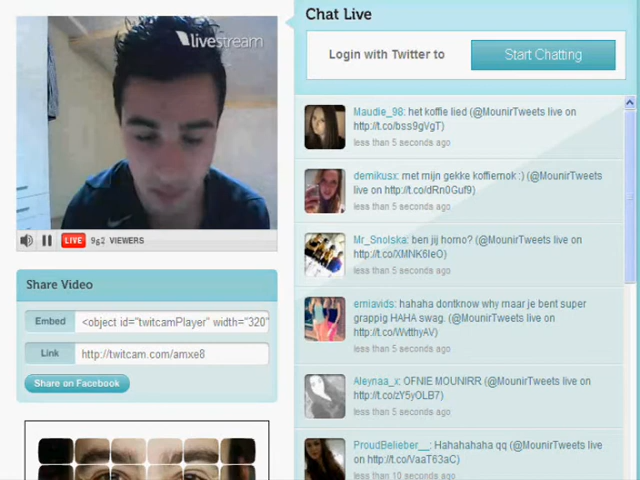 livestream
LIVE 962 VIEWERS
Share Video
Embed <object id="twitcamPlayer" width="320"
Link http://twitcam.com/amxe8
Share on Facebook
Chat Live
Login with Twitter to Start Chatting
Maudie_98: het koffie lied (@MounirTweets live on
http://t.co/bss9gVgT)
less than 5 seconds ago
demikusx: met mijn gekke koffiemok :) (@MounirTweets
live on http://t.co/dRn0Guf9)
less than 5 seconds ago
Mr_Snolska: ben jij horno? (@MounirTweets live on
http://t.co/XMNK6IeO)
less than 5 seconds ago
emiavids: hahaha dontknow why maar je bent super
grappig HAHA swag. (@MounirTweets live on
http://t.co/WvtthyAV)
less than 5 seconds ago
Aleynaa_x: OFNIE MOUNIRR (@MounirTweets live on
http://t.co/zY5yOLB7)
less than 5 seconds ago
ProudBelieber__: Hahahahaha qq (@MounirTweets live
on http://t.co/VaaT63aC)
less than 10 seconds ago